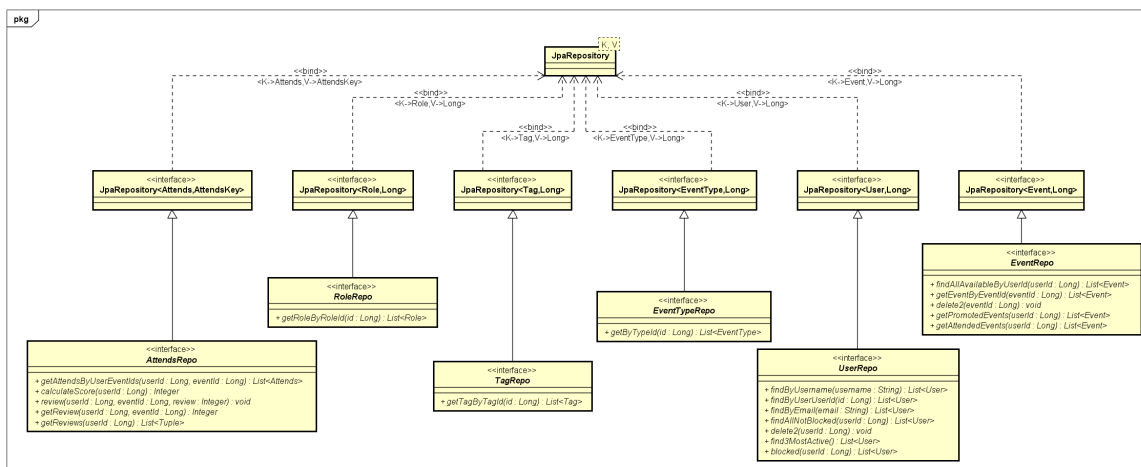 pkg
K, V
JpaRepository
<<bind>>
<K->Attends,V->AttendsKey>
<<bind>>
<K->Role,V->Long>
<<bind>>
<K->Tag,V->Long>
<<bind>>
<K->EventType,V->Long>
<<bind>>
<K->User,V->Long>
<<bind>>
<K->Event,V->Long>
<<interface>>
JpaRepository<Attends,AttendsKey>
<<interface>>
JpaRepository<Role,Long>
<<interface>>
JpaRepository<Tag,Long>
<<interface>>
JpaRepository<EventType,Long>
<<interface>>
JpaRepository<User,Long>
<<interface>>
JpaRepository<Event,Long>
<<interface>>
EventRepo
+ findAllAvailableByUserId(userId : Long) : List<Event>
+ getEventByEventId(eventId : Long) : List<Event>
+ delete2(eventId : Long) : void
+ getPromotedEvents(userId : Long) : List<Event>
+ getAttendedEvents(userId : Long) : List<Event>
<<interface>>
RoleRepo
+ getRoleByRoleId(id : Long) : List<Role>
<<interface>>
EventTypeRepo
+ getByTypeId(id : Long) : List<EventType>
<<interface>>
AttendsRepo
+ getAttendsByUserEventIds(userId : Long, eventId : Long) : List<Attends>
+ calculateScore(userId : Long) : Integer
+ review(userId : Long, eventId : Long, review : Integer) : void
+ getReview(userId : Long, eventId : Long) : Integer
+ getReviews(userId : Long) : List<Tuple>
<<interface>>
TagRepo
+ getTagByTagId(id : Long) : List<Tag>
<<interface>>
UserRepo
+ findByUsername(username : String) : List<User>
+ findByUserUserId(id : Long) : List<User>
+ findByEmail(email : String) : List<User>
+ findAllNotBlocked(userId : Long) : List<User>
+ delete2(userId : Long) : void
+ find3MostActive() : List<User>
+ blocked(userId : Long) : List<User>